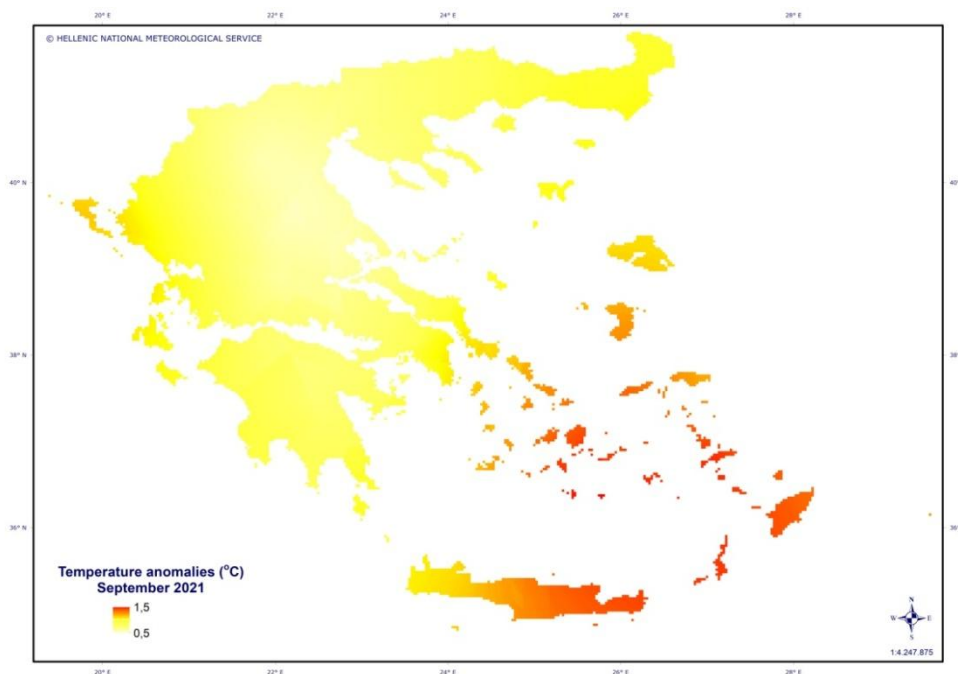 20° E 22° E 24° E 26° E 28° E
© HELLENIC NATIONAL METEOROLOGICAL SERVICE
40° N 40° N
38° N 38° N
36° N 36° N
Temperature anomalies (°C)
September 2021
1,5
0,5
N
W E
S
1:4.247.875
20° E 22° E 24° E 26° E 28° E